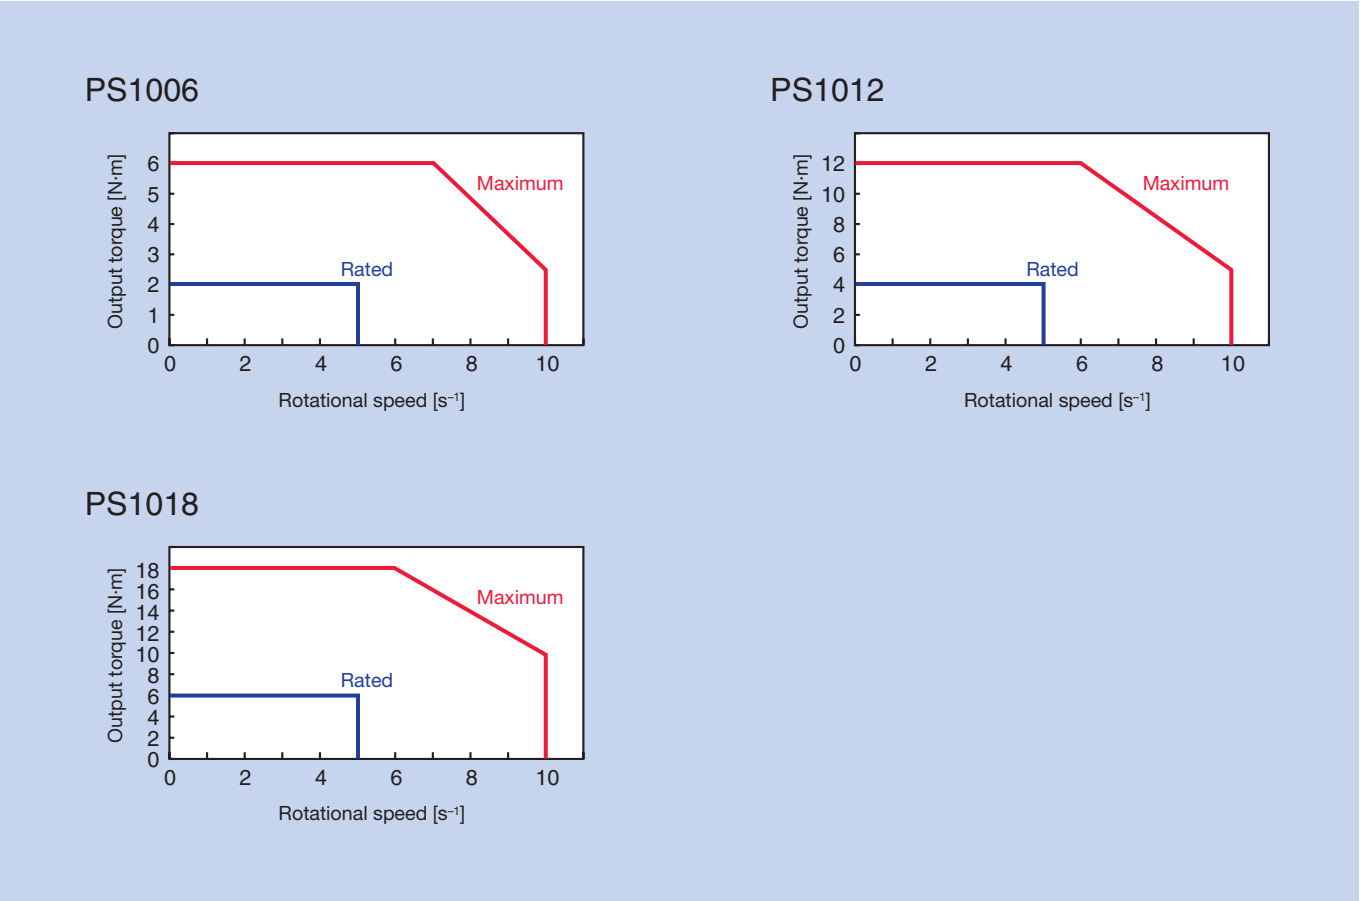 PS1006
Output torque [N·m]
6
5
4
3
2
1
0
Maximum
Rated
0 2 4 6 8 10
Rotational speed [s⁻¹]
PS1012
Output torque [N·m]
12
10
8
6
4
2
0
Maximum
Rated
0 2 4 6 8 10
Rotational speed [s⁻¹]
PS1018
Output torque [N·m]
18
16
14
12
10
8
6
4
2
0
Maximum
Rated
0 2 4 6 8 10
Rotational speed [s⁻¹]